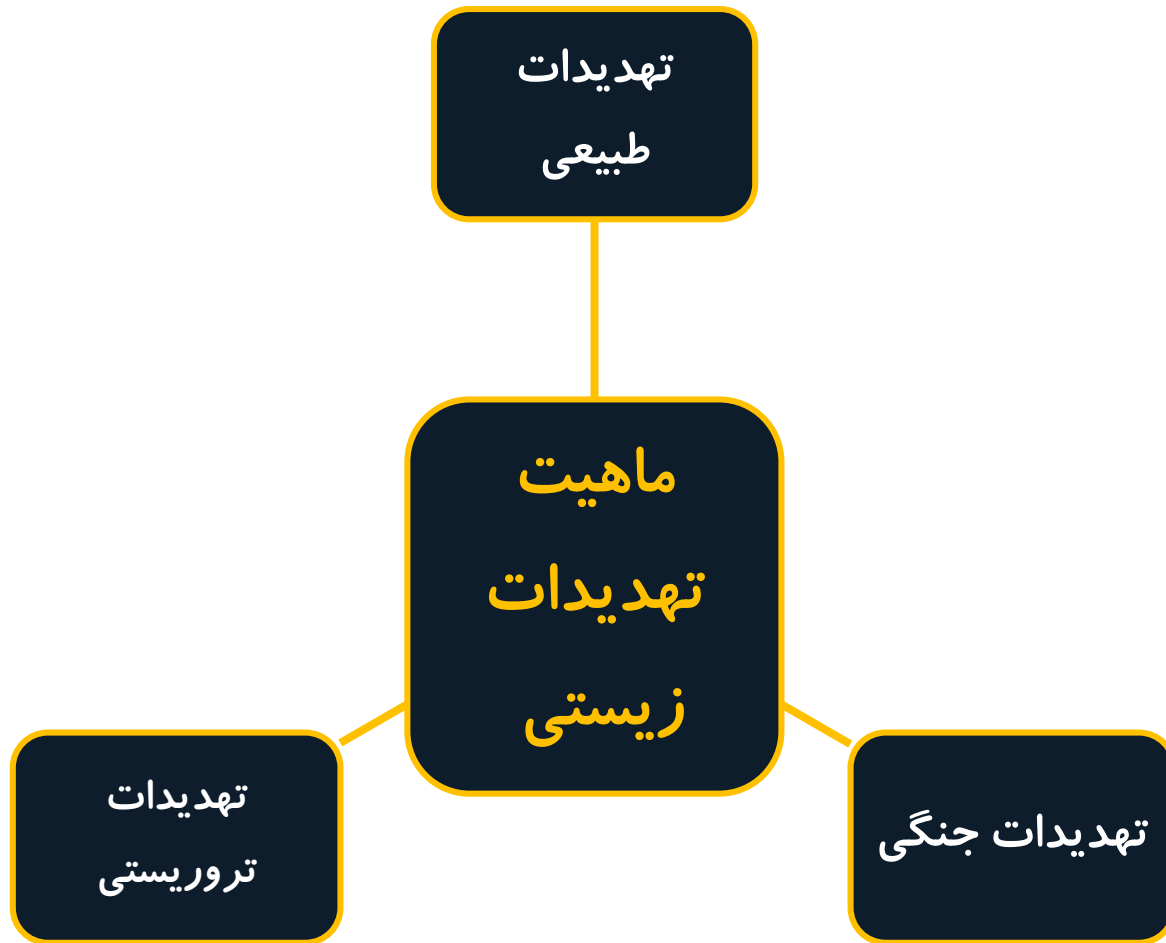 تهدیدات
طبیعی
ماهیت
تهدیدات
زیستی
تهدیدات جنگی
تهدیدات
تروریستی